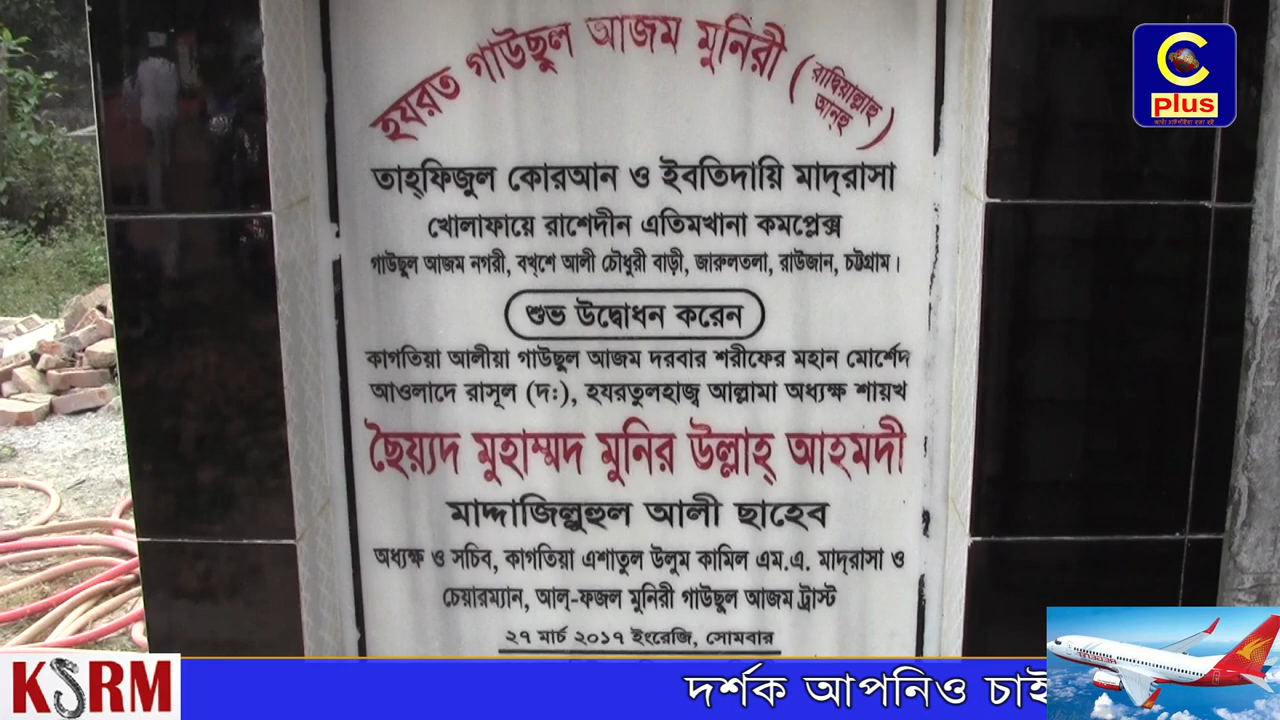 হযরত গাউছুল আজম মুনিরী (রাদ্বিয়াল্লাহু আন্হু)
তাহ্ফিজুল কোরআন ও ইবতিদায়ি মাদ্রাসা
খোলাফায়ে রাশেদীন এতিমখানা কমপ্লেক্স
গাউছুল আজম নগরী, বখ্শে আলী চৌধুরী বাড়ী, জারুলতলা, রাউজান, চট্টগ্রাম।
শুভ উদ্বোধন করেন
কাগতিয়া আলীয়া গাউছুল আজম দরবার শরীফের মহান মোর্শেদ
আওলাদে রাসূল (দ:), হযরতুলহাজ্ব আল্লামা অধ্যক্ষ শায়খ
ছৈয়্যদ মুহাম্মদ মুনির উল্লাহ্ আহমদী
মাদ্দাজিল্লুহুল আলী ছাহেব
অধ্যক্ষ ও সচিব, কাগতিয়া এশাতুল উলুম কামিল এম.এ. মাদ্রাসা ও
চেয়ারম্যান, আল্-ফজল মুনিরী গাউছুল আজম ট্রাস্ট
২৭ মার্চ ২০১৭ ইংরেজি, সোমবার
C
plus
KSRM
দর্শক আপনিও চাই